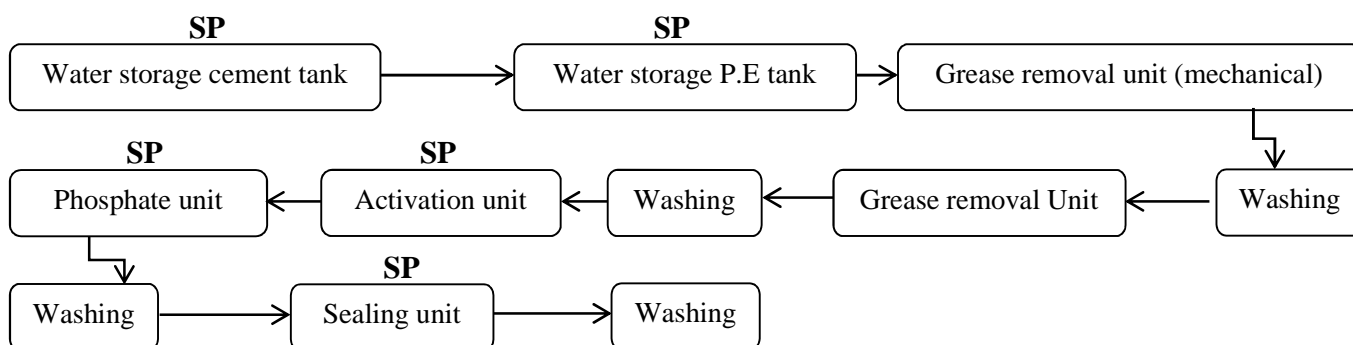 SP SP
Water storage cement tank Water storage P.E tank Grease removal unit (mechanical)
SP SP
Phosphate unit Activation unit Washing Grease removal Unit Washing
SP
Washing Sealing unit Washing